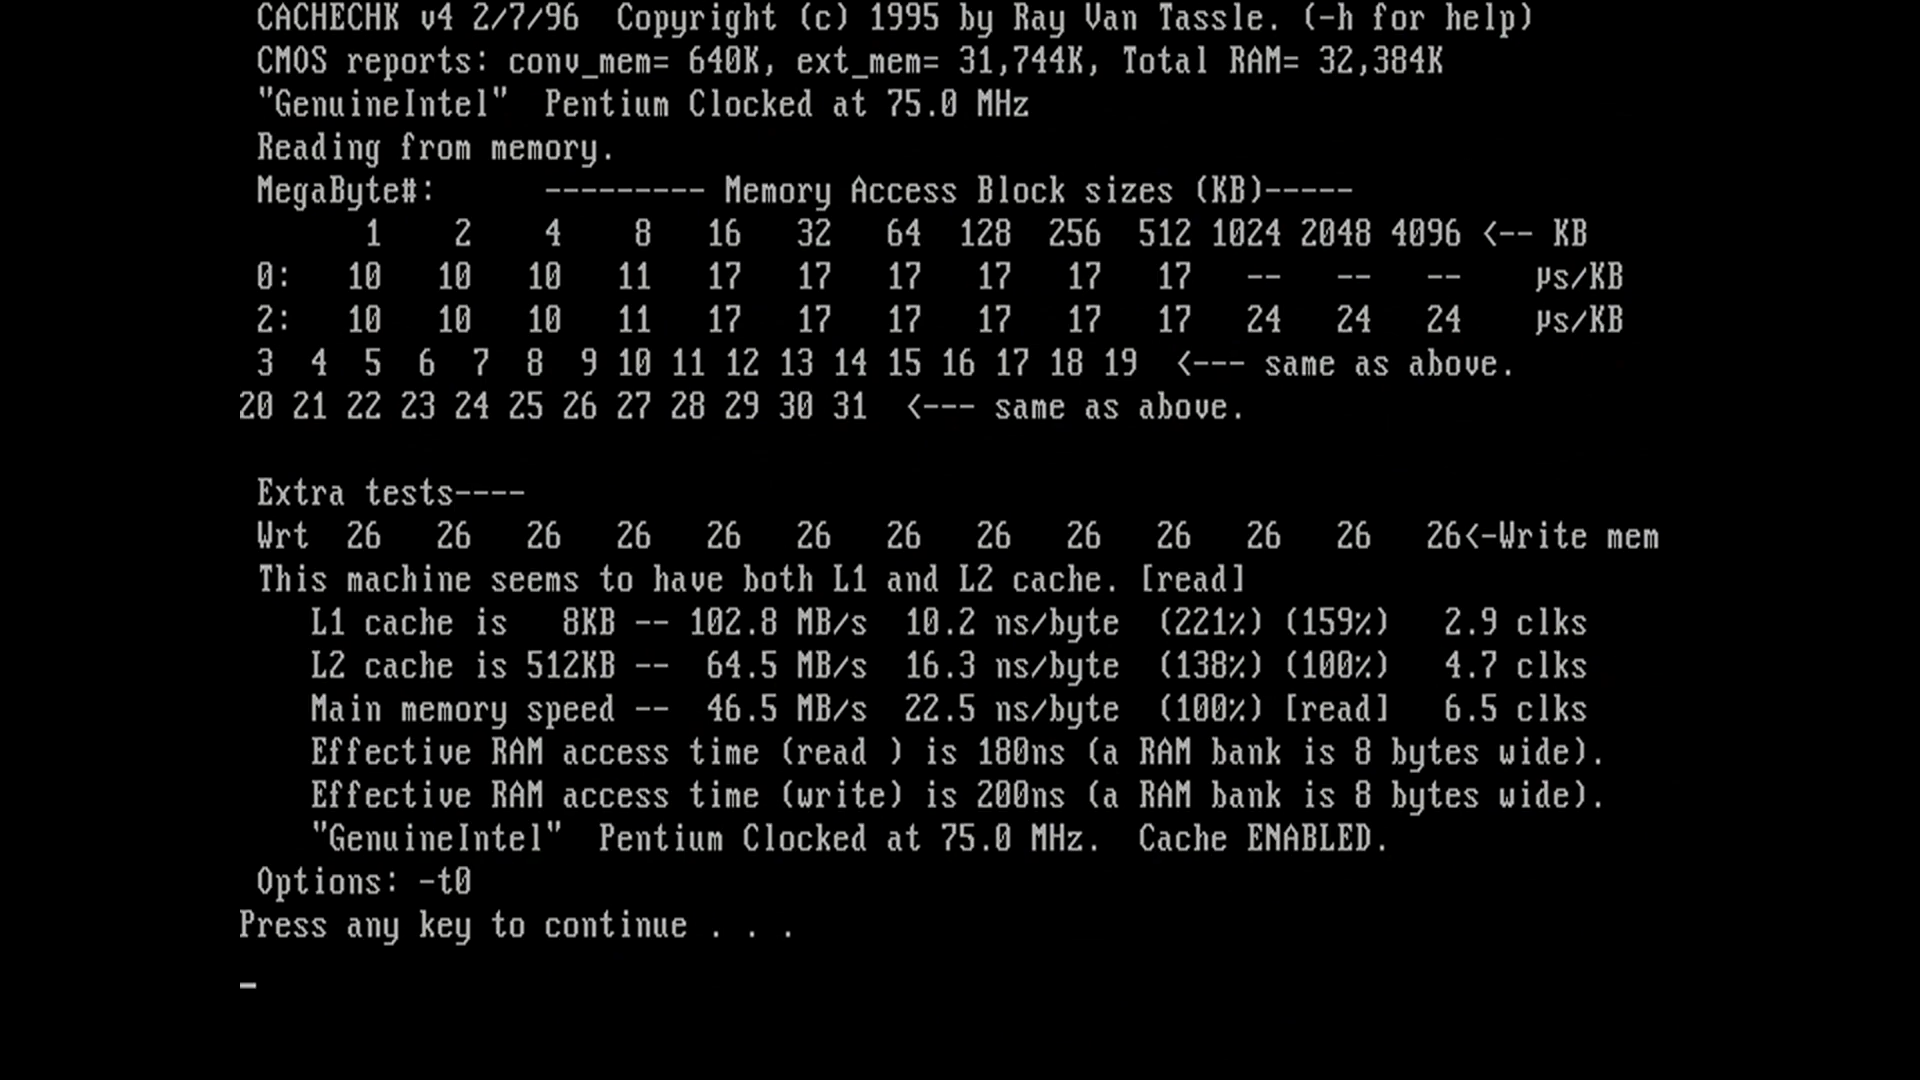 CACHECHK v4 2/7/96  Copyright (c) 1995 by Ray Van Tassle. (-h for help)
CMOS reports: conv_mem= 640K, ext_mem= 31,744K, Total RAM= 32,384K
"GenuineIntel"  Pentium Clocked at 75.0 MHz
Reading from memory.
MegaByte#:      --------- Memory Access Block sizes (KB)-----
      1    2    4    8   16   32   64  128  256  512 1024 2048 4096 <-- KB
0:   10   10   10   11   17   17   17   17   17   17   --   --   --    µs/KB
2:   10   10   10   11   17   17   17   17   17   17   24   24   24    µs/KB
3  4  5  6  7  8  9 10 11 12 13 14 15 16 17 18 19  <--- same as above.
20 21 22 23 24 25 26 27 28 29 30 31  <--- same as above.
Extra tests----
Wrt  26   26   26   26   26   26   26   26   26   26   26   26   26<-Write mem
This machine seems to have both L1 and L2 cache. [read]
L1 cache is   8KB -- 102.8 MB/s  10.2 ns/byte  (221%) (159%)   2.9 clks
L2 cache is 512KB --  64.5 MB/s  16.3 ns/byte  (138%) (100%)   4.7 clks
Main memory speed --  46.5 MB/s  22.5 ns/byte  (100%) [read]   6.5 clks
Effective RAM access time (read ) is 180ns (a RAM bank is 8 bytes wide).
Effective RAM access time (write) is 200ns (a RAM bank is 8 bytes wide).
"GenuineIntel"  Pentium Clocked at 75.0 MHz.  Cache ENABLED.
Options: -t0
Press any key to continue . . .